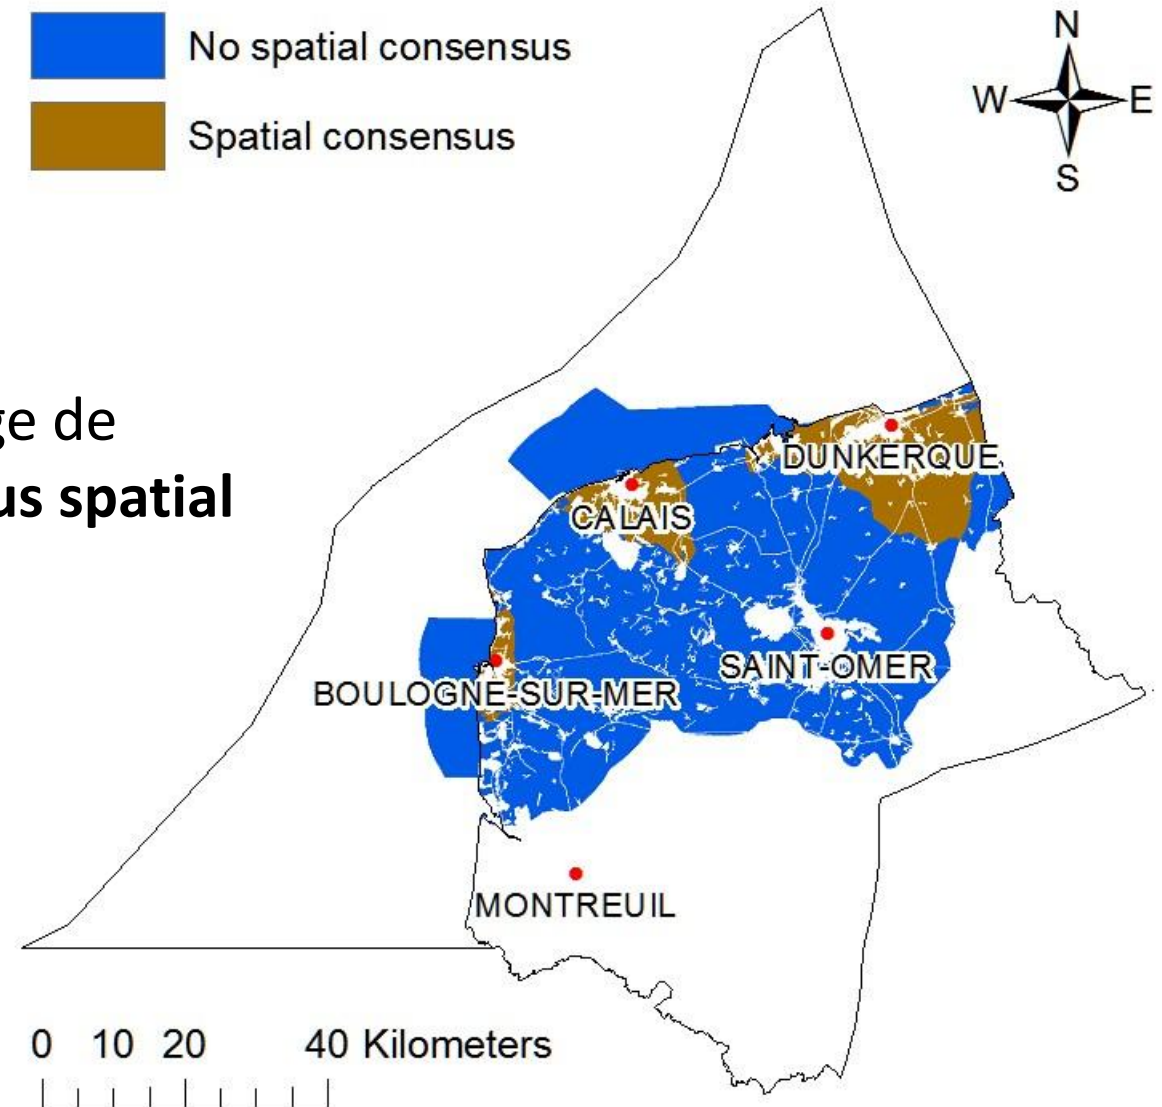 No spatial consensus
Spatial consensus
N
W E
S
ge de
us spatial
DUNKERQUE
CALAIS
SAINT-OMER
BOULOGNE-SUR-MER
MONTREUIL
0 10 20 40 Kilometers